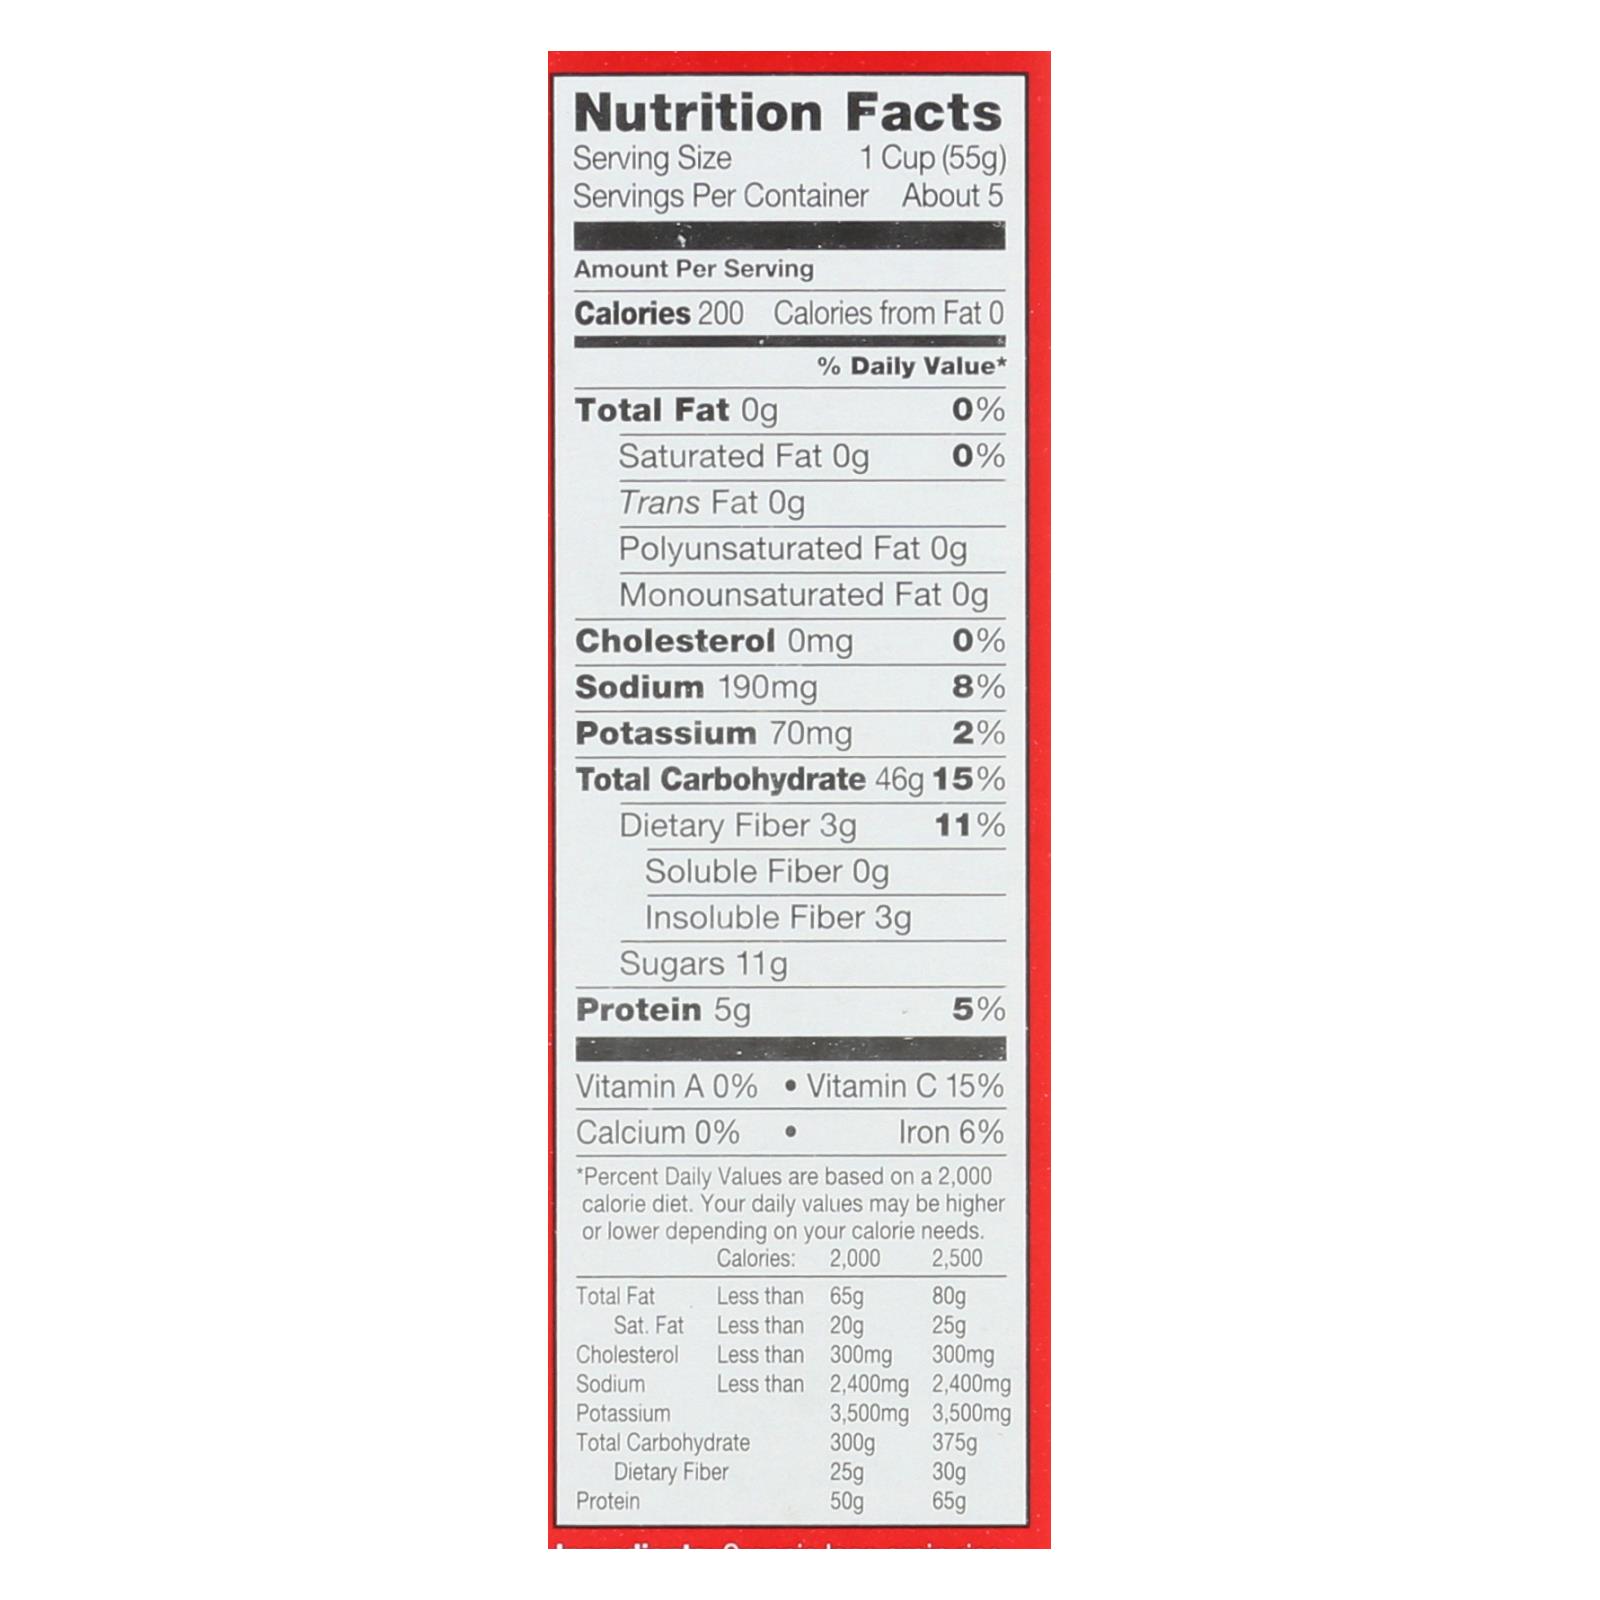 Nutrition Facts
Serving Size 1 Cup (55g)
Servings Per Container About 5
Amount Per Serving
Calories 200 Calories from Fat 0
% Daily Value*
Total Fat 0g 0%
Saturated Fat 0g 0%
Trans Fat 0g
Polyunsaturated Fat 0g
Monounsaturated Fat 0g
Cholesterol 0mg 0%
Sodium 190mg 8%
Potassium 70mg 2%
Total Carbohydrate 46g 15%
Dietary Fiber 3g 11%
Soluble Fiber 0g
Insoluble Fiber 3g
Sugars 11g
Protein 5g 5%
Vitamin A 0% • Vitamin C 15%
Calcium 0% • Iron 6%
*Percent Daily Values are based on a 2,000
calorie diet. Your daily values may be higher
or lower depending on your calorie needs.
Calories: 2,000 2,500
Total Fat Less than 65g 80g
Sat. Fat Less than 20g 25g
Cholesterol Less than 300mg 300mg
Sodium Less than 2,400mg 2,400mg
Potassium 3,500mg 3,500mg
Total Carbohydrate 300g 375g
Dietary Fiber 25g 30g
Protein 50g 65g